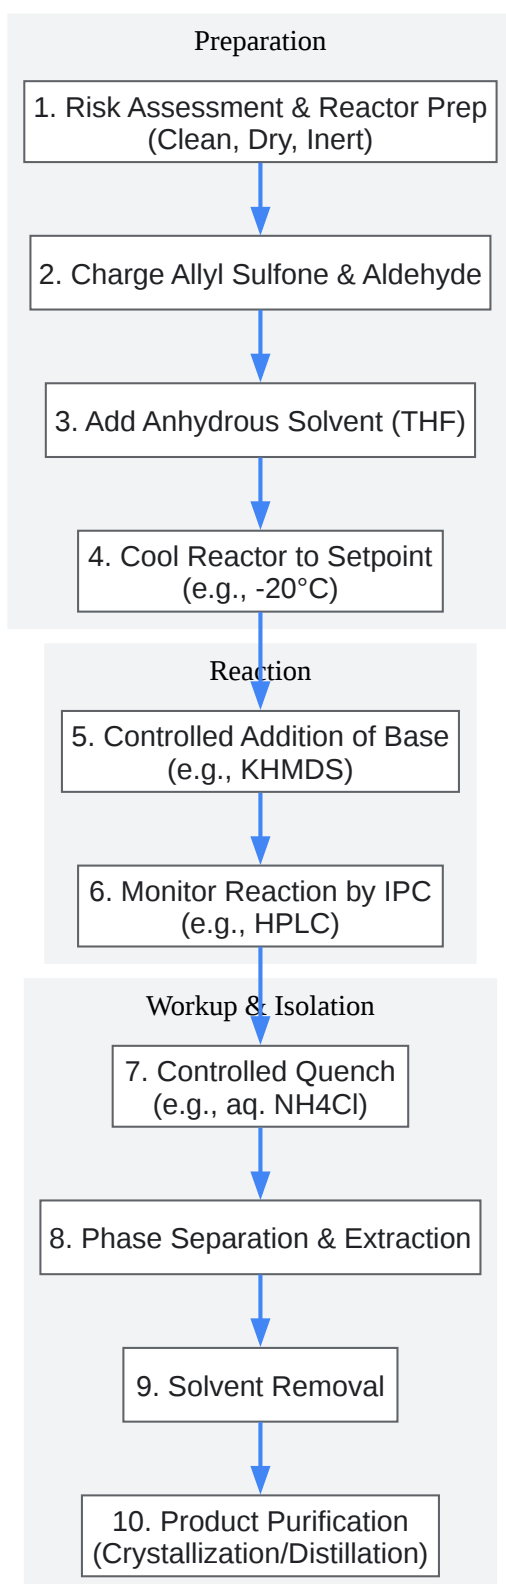 Preparation
1. Risk Assessment & Reactor Prep
(Clean, Dry, Inert)
2. Charge Allyl Sulfone & Aldehyde
3. Add Anhydrous Solvent (THF)
4. Cool Reactor to Setpoint
(e.g., -20°C)
Reaction
5. Controlled Addition of Base
(e.g., KHMDS)
6. Monitor Reaction by IPC
(e.g., HPLC)
Workup & Isolation
7. Controlled Quench
(e.g., aq. NH4Cl)
8. Phase Separation & Extraction
9. Solvent Removal
10. Product Purification
(Crystallization/Distillation)